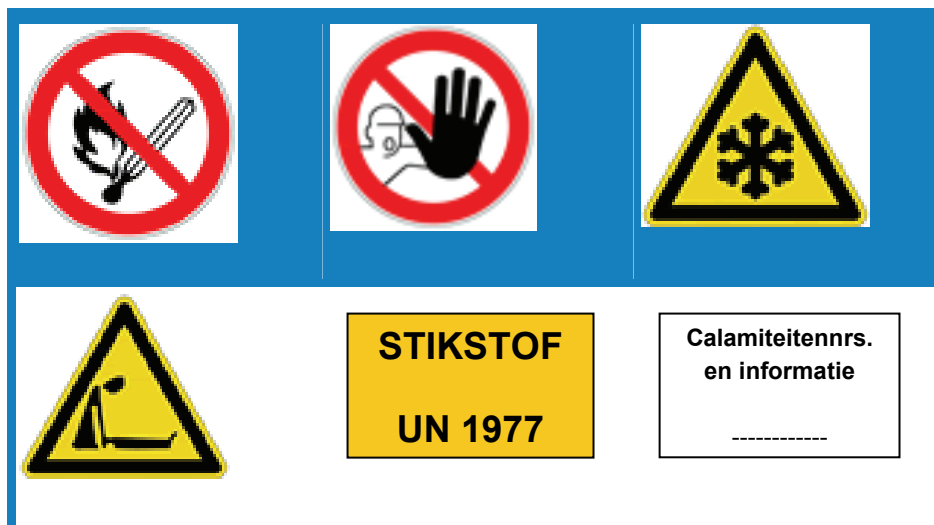 STIKSTOF
UN 1977
Calamiteitennrs.
en informatie
------------